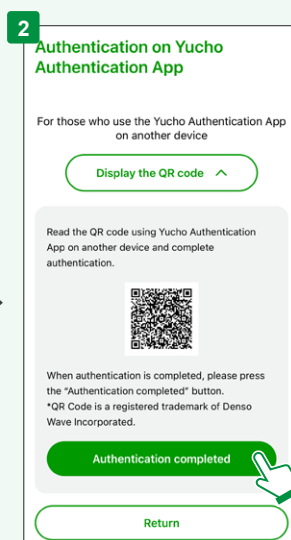 2
Authentication on Yucho
Authentication App
For those who use the Yucho Authentication App
on another device
Display the QR code
Read the QR code using Yucho Authentication
App on another device and complete
authentication.
When authentication is completed, please press
the “Authentication completed” button.
*QR Code is a registered trademark of Denso
Wave Incorporated.
Authentication completed
Return